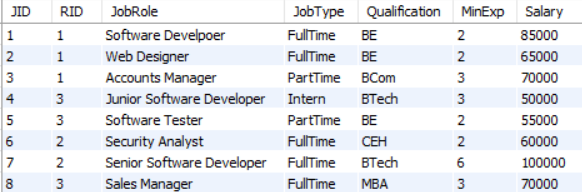 JID RID JobRole JobType Qualification MinExp Salary
1 1 Software Develpoer FullTime BE 2 85000
2 1 Web Designer FullTime BE 2 65000
3 1 Accounts Manager PartTime BCom 3 70000
4 3 Junior Software Developer Intern BTech 3 50000
5 3 Software Tester PartTime BE 2 55000
6 2 Security Analyst FullTime CEH 2 60000
7 2 Senior Software Developer FullTime BTech 6 100000
8 3 Sales Manager FullTime MBA 3 70000